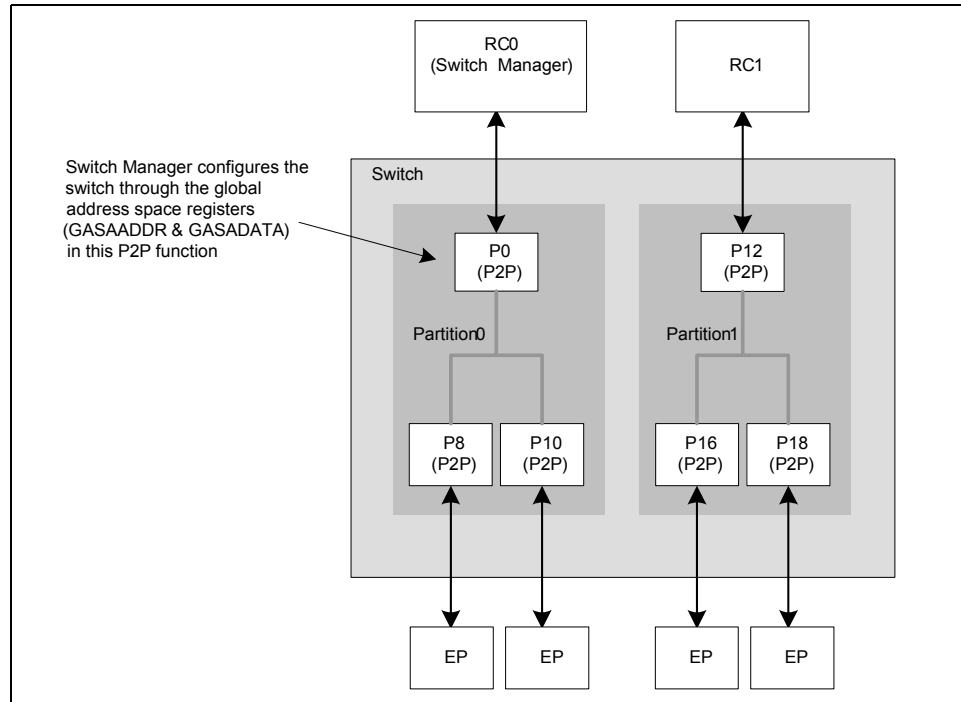 RC0
(Switch Manager)
RC1
Switch Manager configures the
switch through the global
address space registers
(GASAADDR & GASADATA)
in this P2P function
Switch
P0
(P2P)
P12
(P2P)
Partition0
Partition1
P8
(P2P)
P10
(P2P)
P16
(P2P)
P18
(P2P)
EP
EP
EP
EP